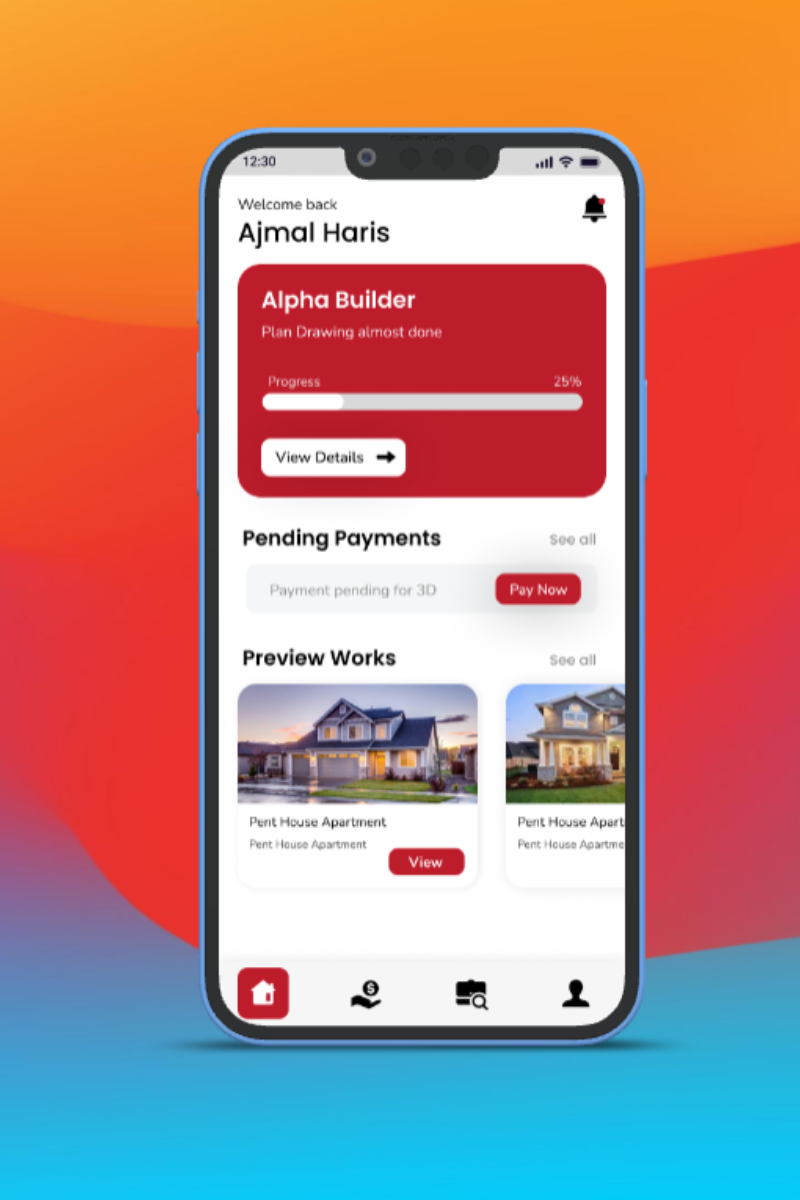 12:30
Welcome back
Ajmal Haris
Alpha Builder
Plan Drawing almost done
Progress 25%
View Details
Pending Payments See all
Payment pending for 3D Pay Now
Preview Works See all
Pent House Apartment Pent House Apart
Pent House Apartment Pent House Apartme
View
$